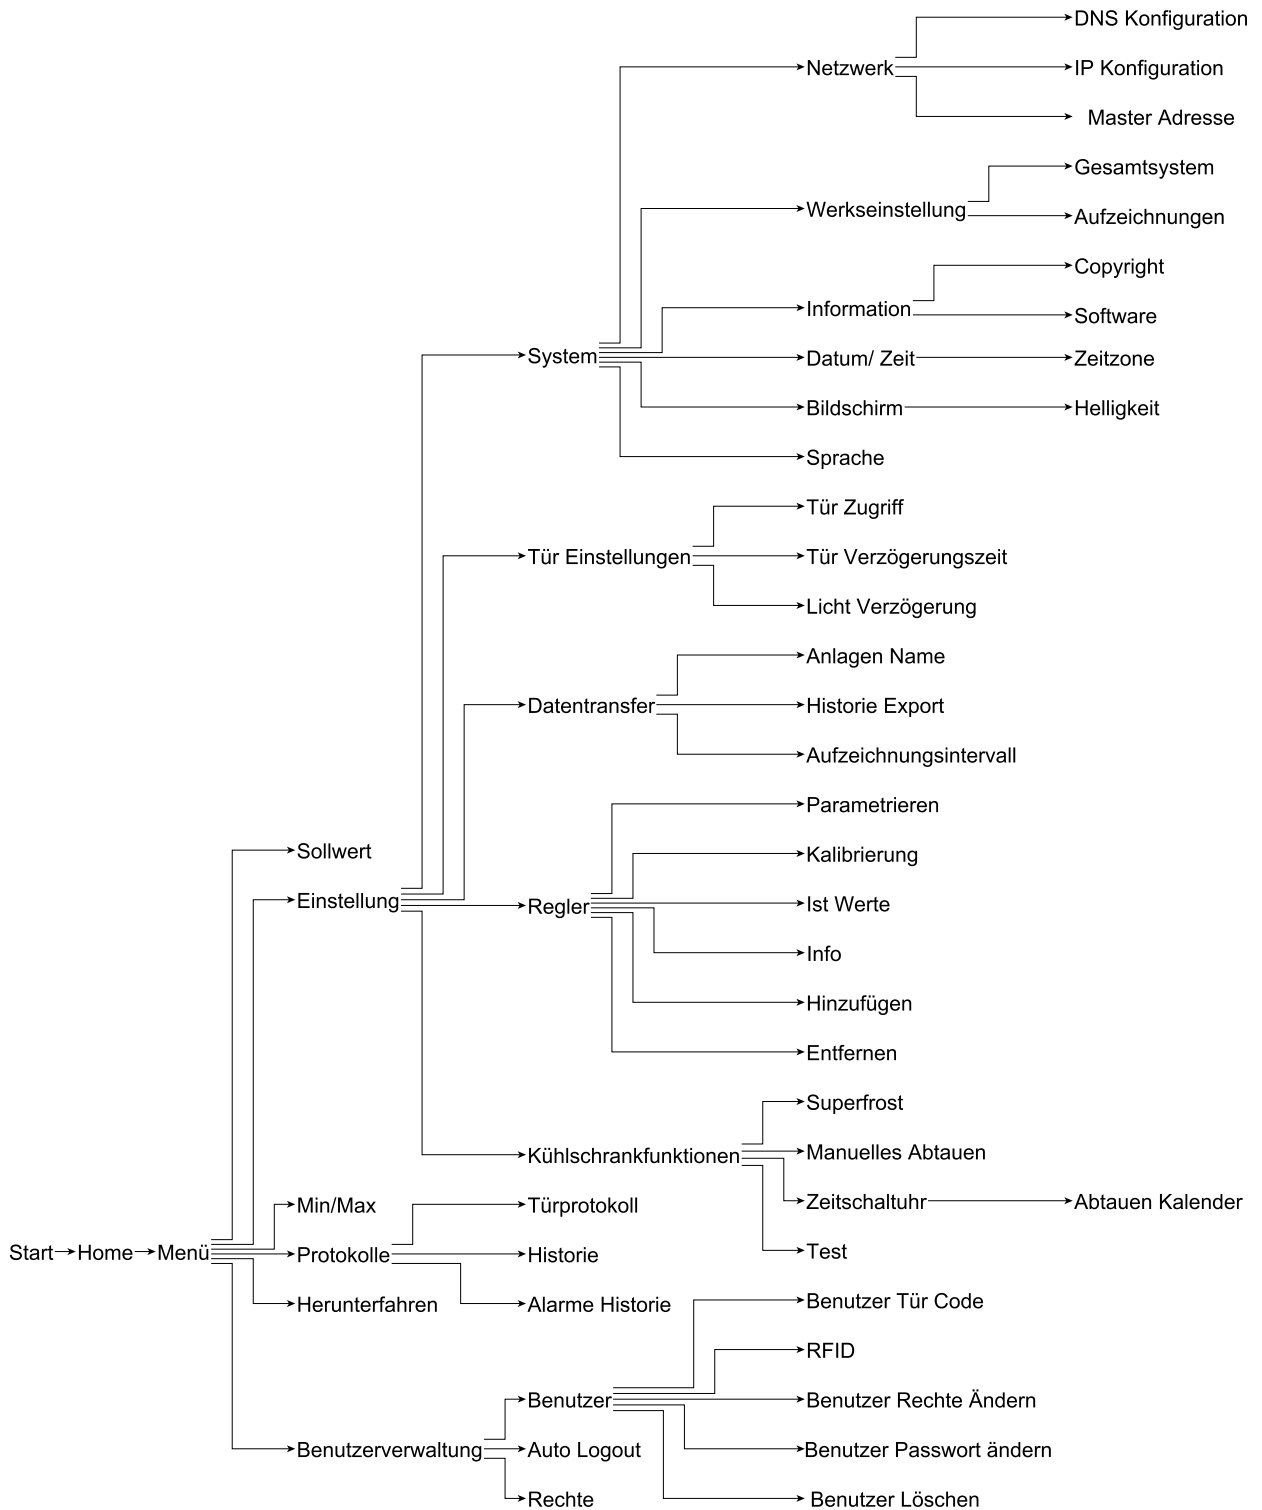 DNS Konfiguration
Netzwerk
IP Konfiguration
Master Adresse
Gesamtsystem
Werkseinstellung
Aufzeichnungen
Copyright
Information
Software
System
Datum/ Zeit
Zeitzone
Bildschirm
Helligkeit
Sprache
Tür Zugriff
Tür Einstellungen
Tür Verzögerungszeit
Licht Verzögerung
Anlagen Name
Datentransfer
Historie Export
Aufzeichnungsintervall
Parametrieren
Sollwert
Kalibrierung
Einstellung
Regler
Ist Werte
Info
Hinzufügen
Entfernen
Superfrost
Kühlschrankfunktionen
Manuelles Abtauen
Min/Max
Türprotokoll
Zeitschaltuhr
Abtauen Kalender
Start
Home
Menü
Protokolle
Historie
Test
Herunterfahren
Alarme Historie
Benutzer Tür Code
RFID
Benutzer
Benutzer Rechte Ändern
Benutzerverwaltung
Auto Logout
Benutzer Passwort ändern
Rechte
Benutzer Löschen